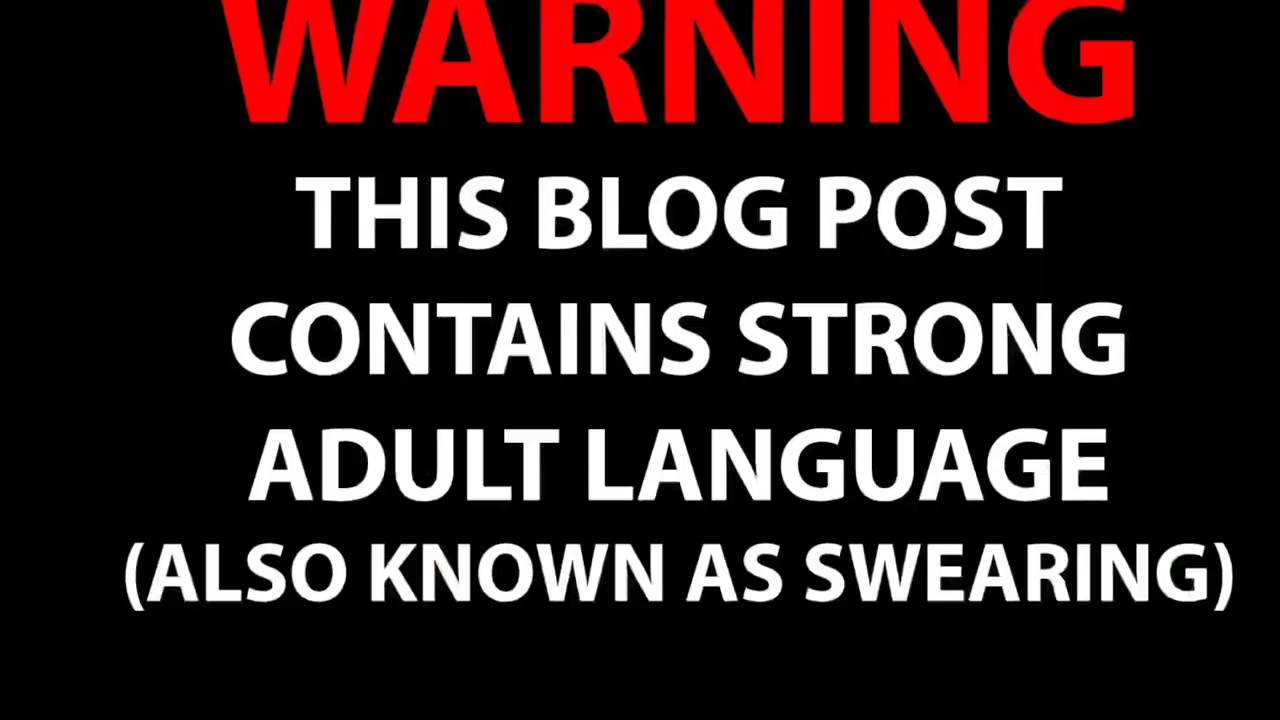 WARNING
THIS BLOG POST
CONTAINS STRONG
ADULT LANGUAGE
(ALSO KNOWN AS SWEARING)